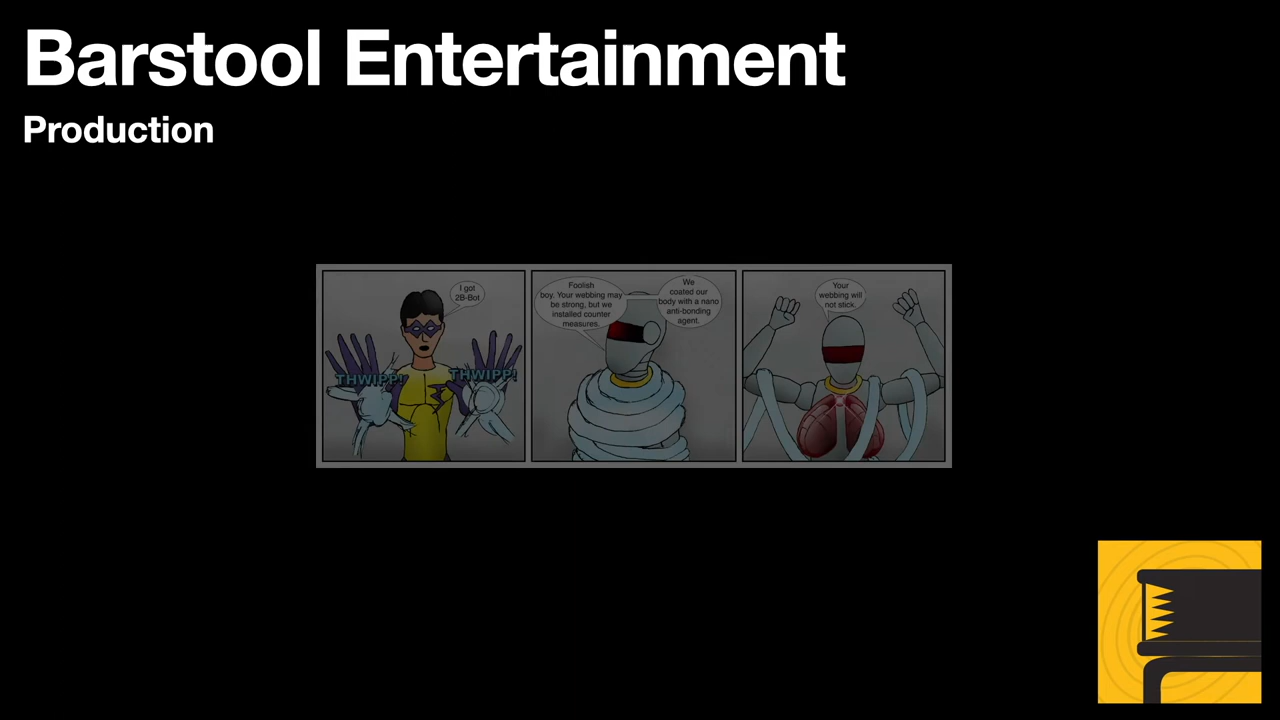 Barstool Entertainment
Production
I got
2B-Bot
THWIPP!
THWIPP!
Foolish
boy. Your webbing may
be strong, but we
installed counter
measures.
We
coated our
body with a nano
anti-bonding
agent.
Your
webbing will
not stick.